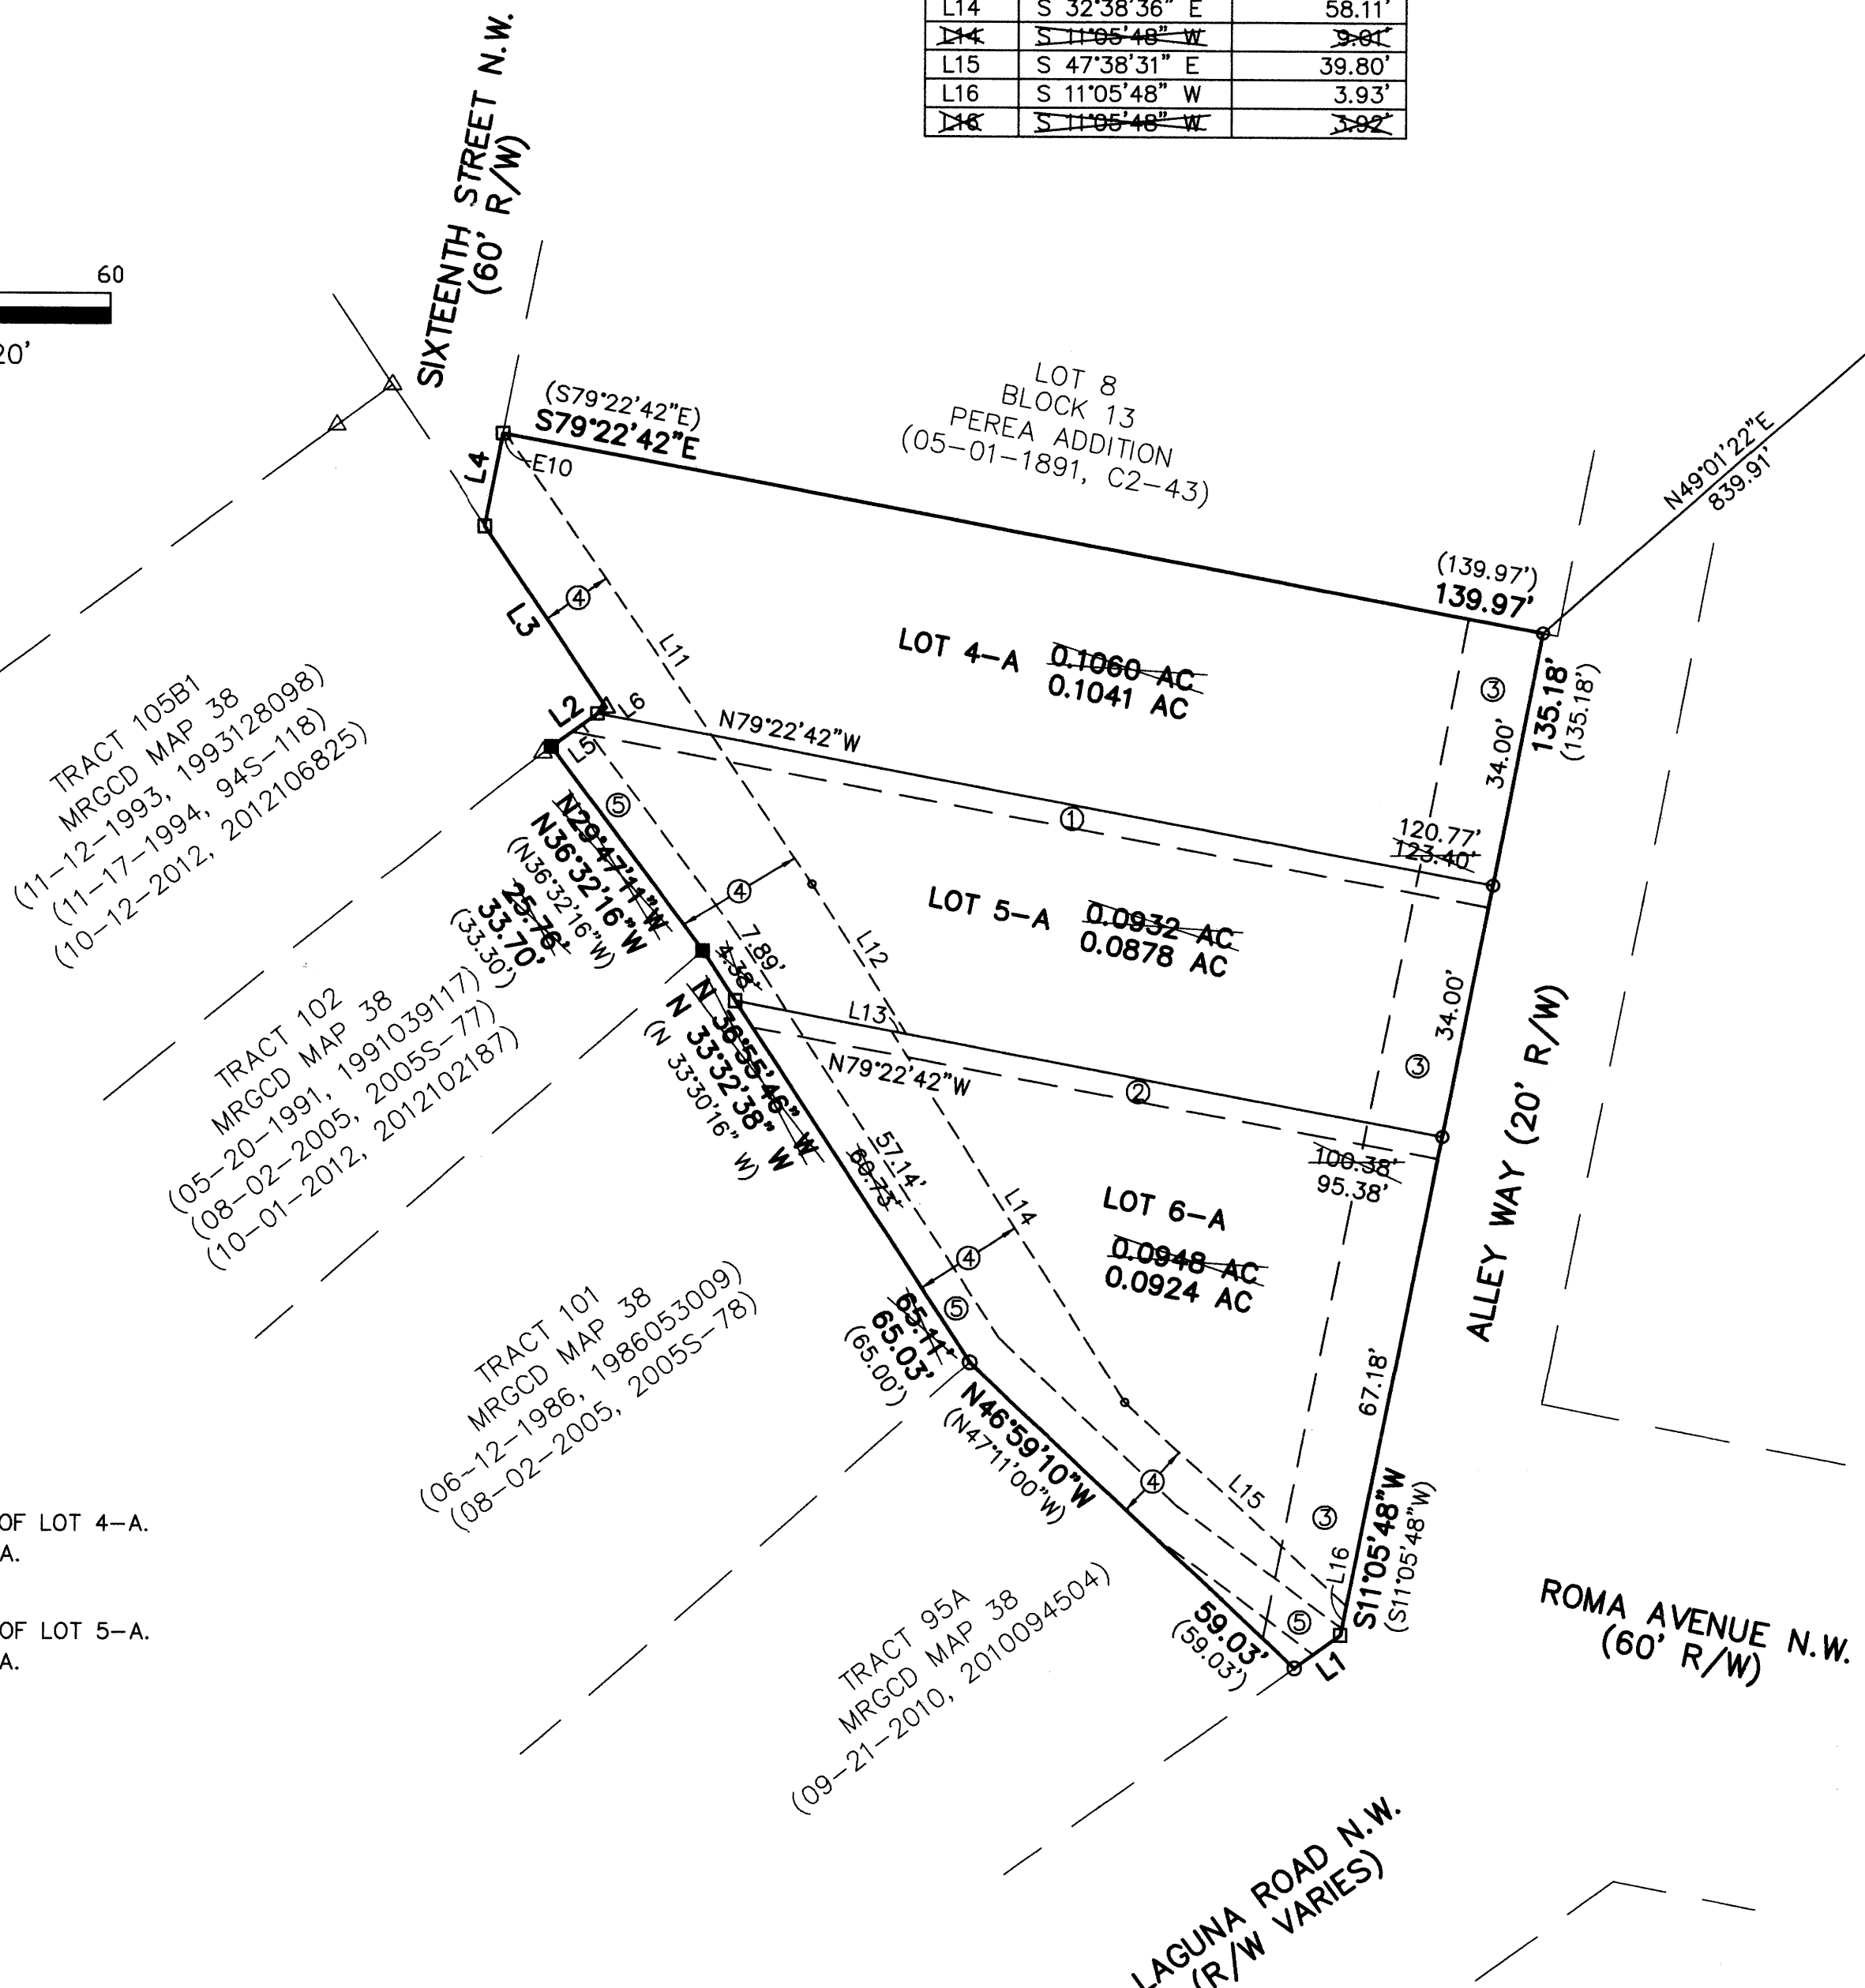 L14 S 32°38'36" E 58.11'
L14 S 11°05'48" W 9.01'
L15 S 47°38'31" E 39.80'
L16 S 11°05'48" W 3.93'
L16 S 11°05'48" W 3.92'
SIXTEENTH STREET N.W.
(60' R/W)
60
20'
(S79°22'42"E)
S79°22'42"E
LOT 8
BLOCK 13
PEREA ADDITION
(05-01-1891, C2-43)
N49°01'22"E
839.91'
L4
E10
(139.97')
139.97'
L3
4
L11
LOT 4-A
0.1060 AC
0.1041 AC
3
135.18'
(135.18')
34.00'
L2
L6
L5
N79°22'42"W
TRACT 105B1
MRGCD MAP 38
(11-12-1993, 1993128098)
(11-17-1994, 94S-118)
(10-12-2012, 2012106825)
5
1
120.77'
123.40'
N29°47'11"W
N36°32'16"W
(N36°32'16"W)
25.76'
33.70'
(33.30')
4
LOT 5-A
0.0932 AC
0.0878 AC
7.89'
4.38'
L12
34.00'
L13
N79°22'42"W
3
2
TRACT 102
MRGCD MAP 38
(05-20-1991, 1991039117)
(08-02-2005, 2005S-77)
(10-01-2012, 2012102187)
N 36°55'46" W
N 33°32'38" W
(N 33°30'16" W)
57.14'
60.73'
L14
100.38'
95.38'
ALLEY WAY (20' R/W)
LOT 6-A
0.0948 AC
0.0924 AC
4
5
TRACT 101
MRGCD MAP 38
(06-12-1986, 1986053009)
(08-02-2005, 2005S-78)
65.11'
65.03'
(65.00')
67.18'
N46°59'10"W
(N47°11'00"W)
4
L15
3
S11°05'48"W
(S11°05'48"W)
L16
5
OF LOT 4-A.
A.
OF LOT 5-A.
A.
TRACT 95A
MRGCD MAP 38
(09-21-2010, 2010094504)
59.03'
(59.03')
L1
ROMA AVENUE N.W.
(60' R/W)
LAGUNA ROAD N.W.
(R/W VARIES)